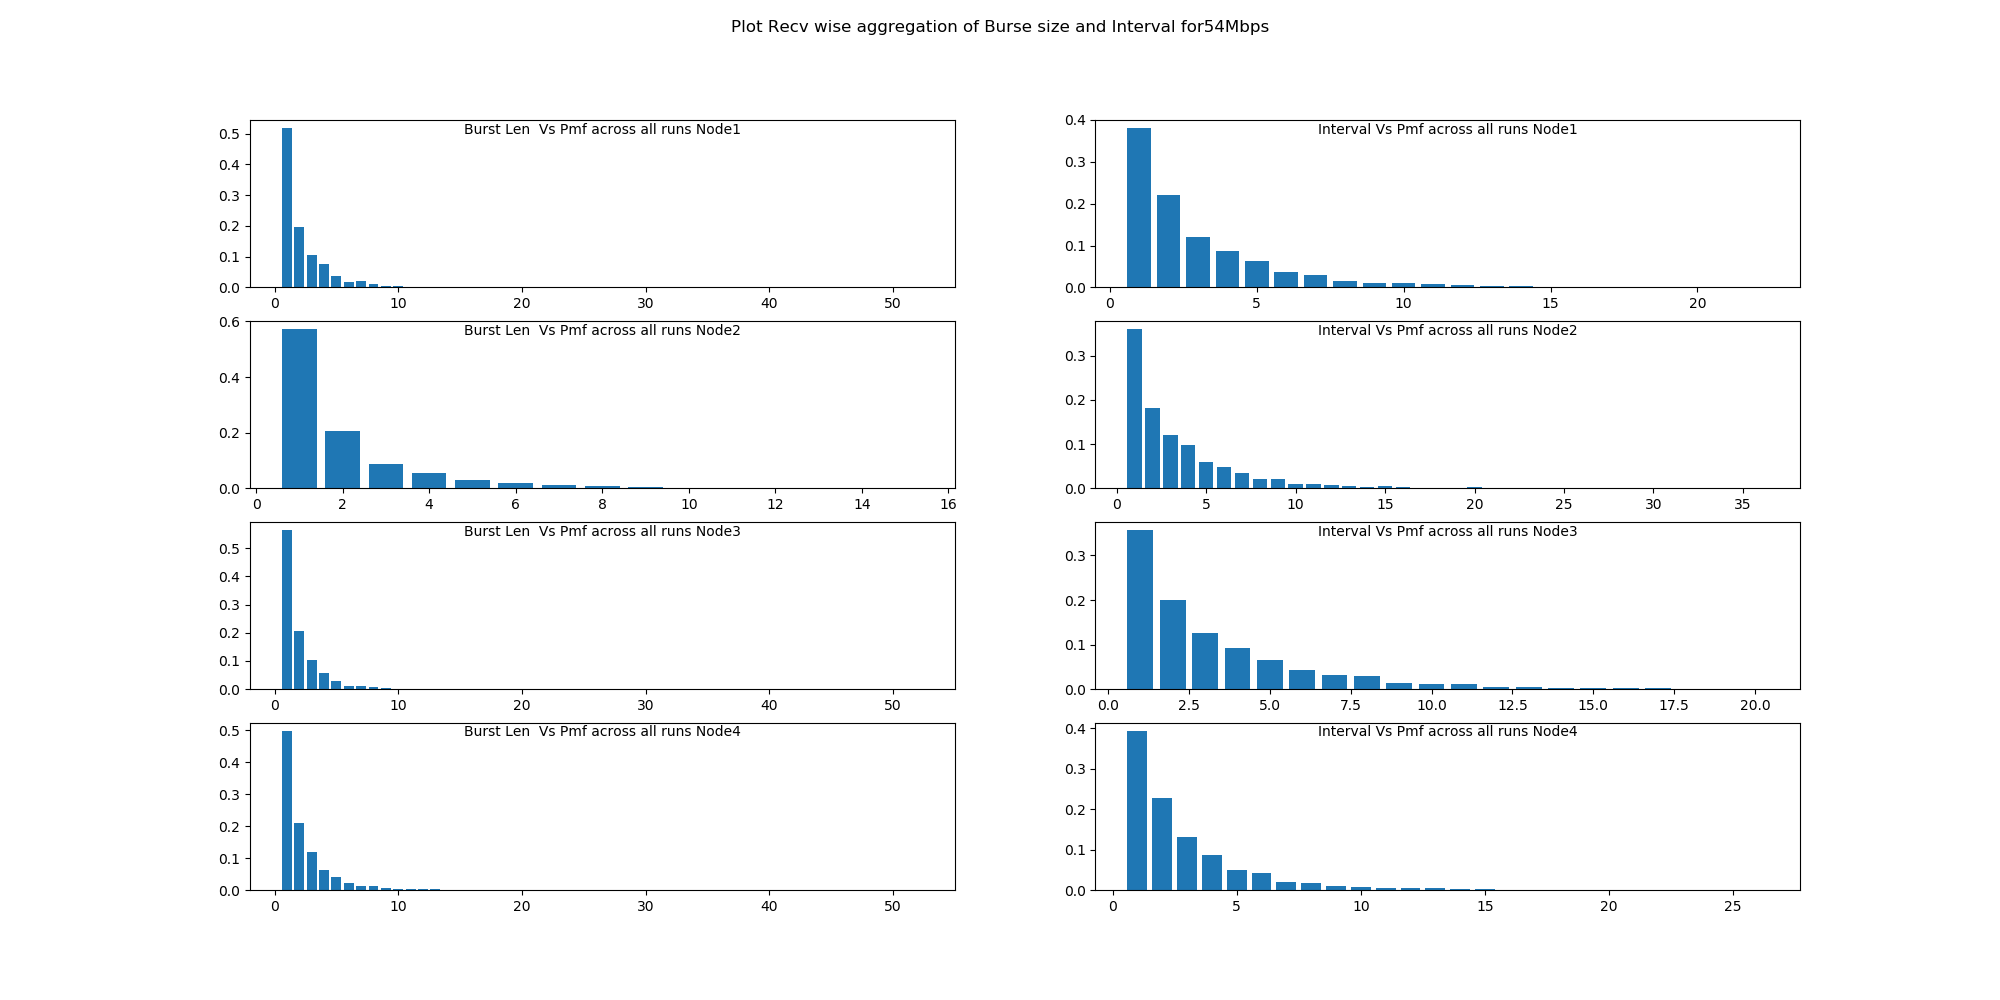 Plot Recv wise aggregation of Burse size and Interval for54Mbps
Burst Len  Vs Pmf across all runs Node1
0.5
0.4
0.3
0.2
0.1
0.0
0 10 20 30 40 50
Interval Vs Pmf across all runs Node1
0.4
0.3
0.2
0.1
0.0
0 5 10 15 20
Burst Len  Vs Pmf across all runs Node2
0.6
0.4
0.2
0.0
0 2 4 6 8 10 12 14 16
Interval Vs Pmf across all runs Node2
0.3
0.2
0.1
0.0
0 5 10 15 20 25 30 35
Burst Len  Vs Pmf across all runs Node3
0.5
0.4
0.3
0.2
0.1
0.0
0 10 20 30 40 50
Interval Vs Pmf across all runs Node3
0.3
0.2
0.1
0.0
0.0 2.5 5.0 7.5 10.0 12.5 15.0 17.5 20.0
Burst Len  Vs Pmf across all runs Node4
0.5
0.4
0.3
0.2
0.1
0.0
0 10 20 30 40 50
Interval Vs Pmf across all runs Node4
0.4
0.3
0.2
0.1
0.0
0 5 10 15 20 25